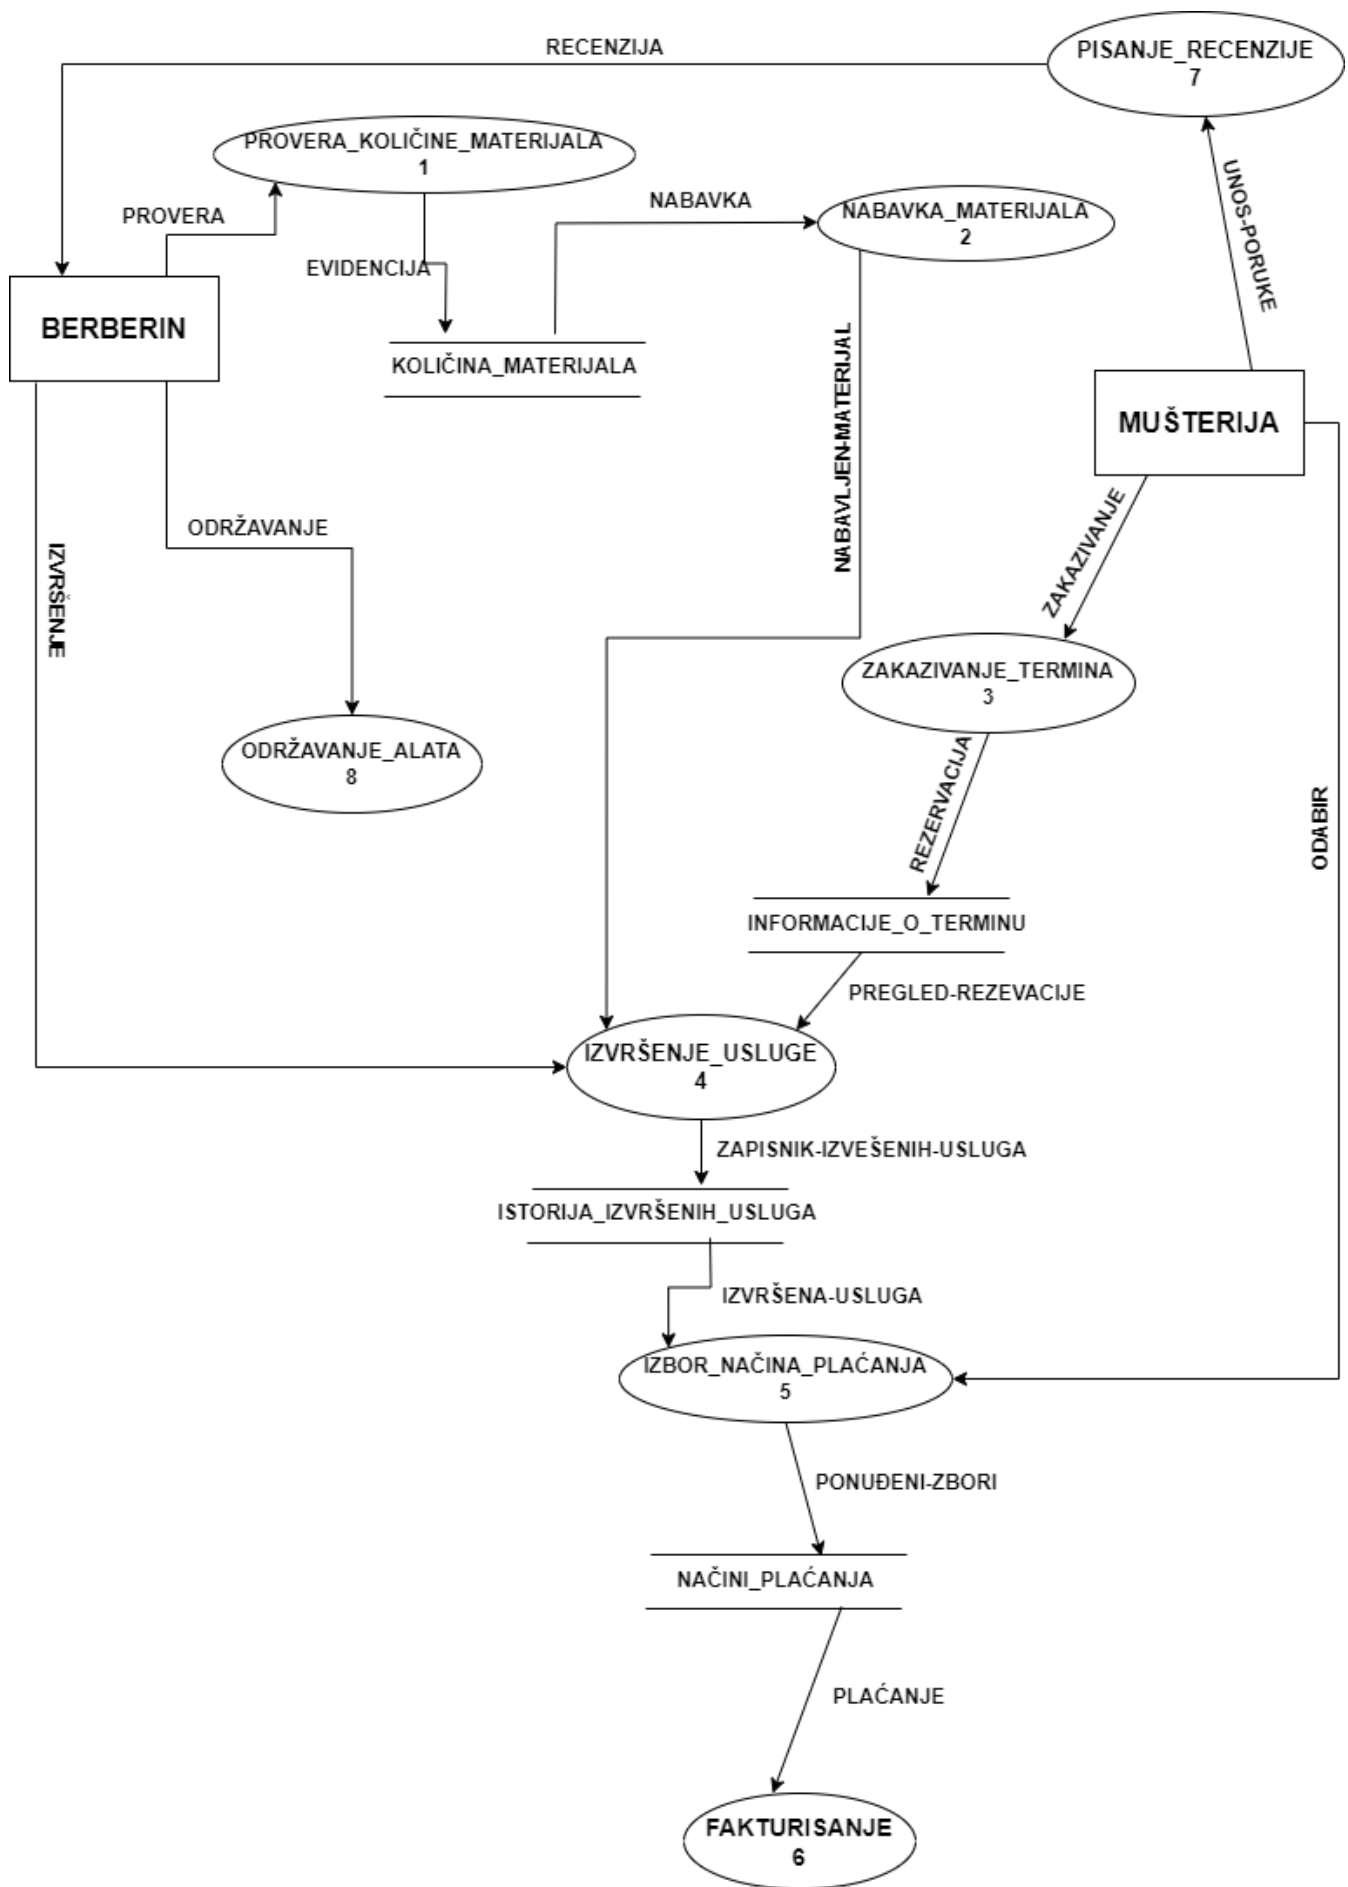 RECENZIJA
PISANJE_RECENZIJE
7
PROVERA_KOLIČINE_MATERIJALA
1
UNOS-PORUKE
PROVERA
NABAVKA
NABAVKA_MATERIJALA
2
EVIDENCIJA
BERBERIN
KOLIČINA_MATERIJALA
MUŠTERIJA
NABAVLJEN-MATERIJAL
ZAKAZIVANJE
ODRŽAVANJE
IZVRŠENJE
ZAKAZIVANJE_TERMINA
3
ODRŽAVANJE_ALATA
8
REZERVACIJA
ODABIR
INFORMACIJE_O_TERMINU
PREGLED-REZEVACIJE
IZVRŠENJE_USLUGE
4
ZAPISNIK-IZVEŠENIH-USLUGA
ISTORIJA_IZVRŠENIH_USLUGA
IZVRŠENA-USLUGA
IZBOR_NAČINA_PLAĆANJA
5
PONUĐENI-ZBORI
NAČINI_PLAĆANJA
PLAĆANJE
FAKTURISANJE
6